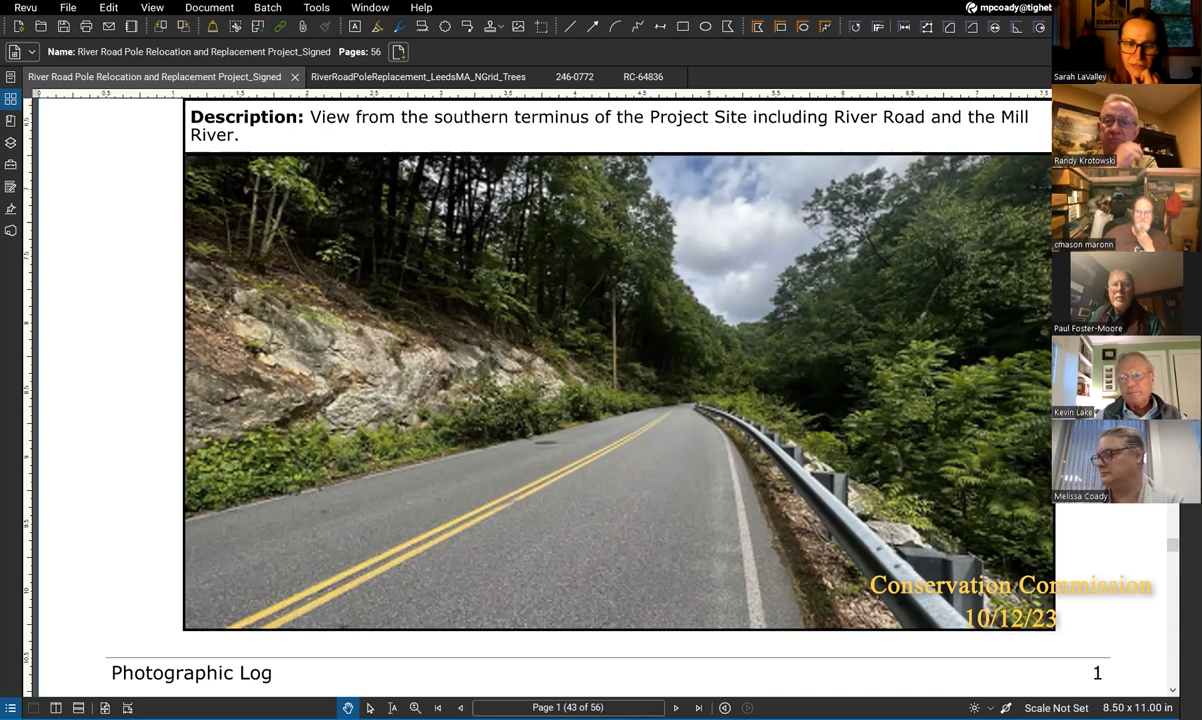 Revu File Edit View Document Batch Tools Window Help mpcoady@tigheb
Name: River Road Pole Relocation and Replacement Project_Signed Pages: 56
River Road Pole Relocation and Replacement Project_Signed RiverRoadPoleReplacement_LeedsMA_NGrid_Trees 246-0772 RC-64836
Sarah LaValley
Description: View from the southern terminus of the Project Site including River Road and the Mill
River.
Randy Krotowski
cmason maronn
Paul Foster-Moore
Kevin Lake
Melissa Coady
Conservation Commission
10/12/23
Photographic Log 1
Page 1 (43 of 56) Scale Not Set 8.50 x 11.00 in